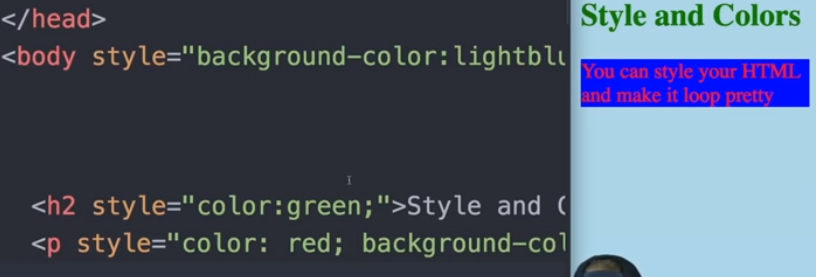 </head>
<body style="background-color:lightblu
<h2 style="color:green;">Style and C
<p style="color: red; background-col
Style and Colors
You can style your HTML
and make it loop pretty